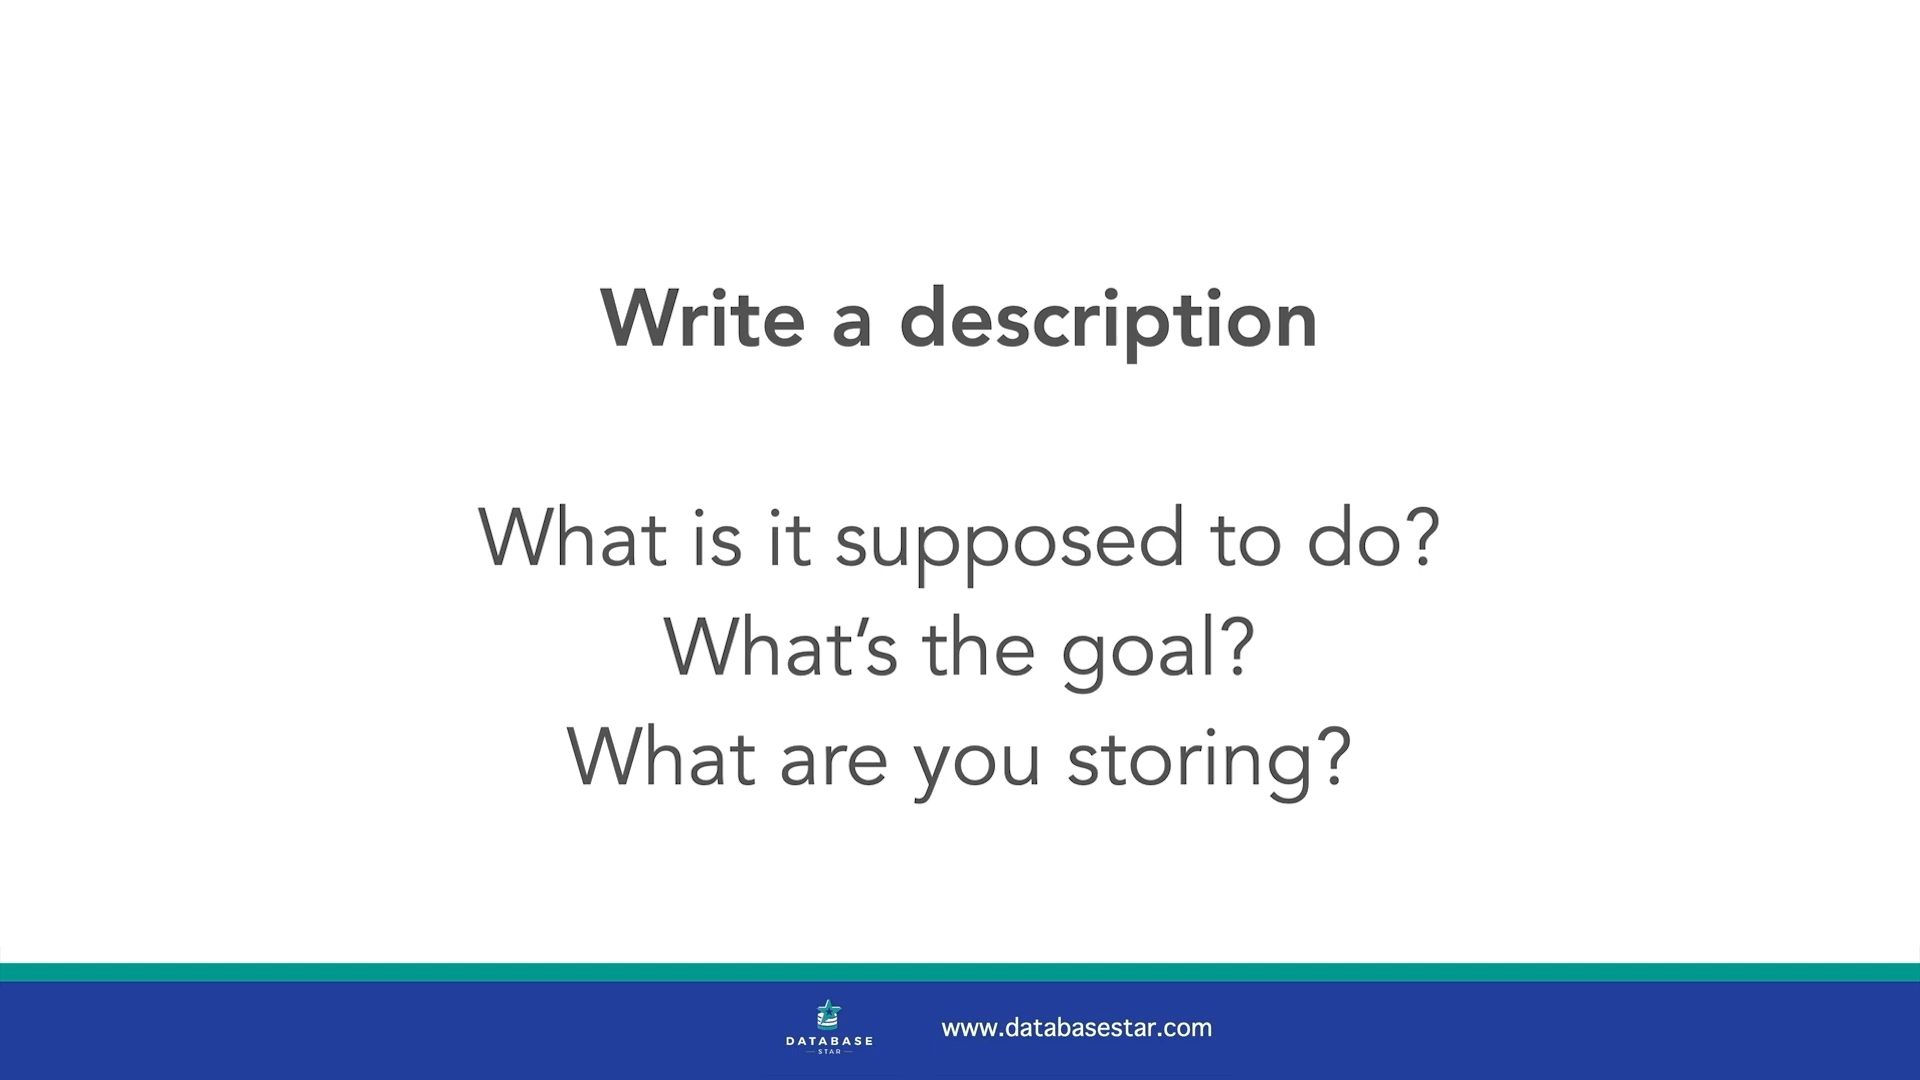 Write a description
What is it supposed to do?
What’s the goal?
What are you storing?
DATABASE
STAR
www.databasestar.com